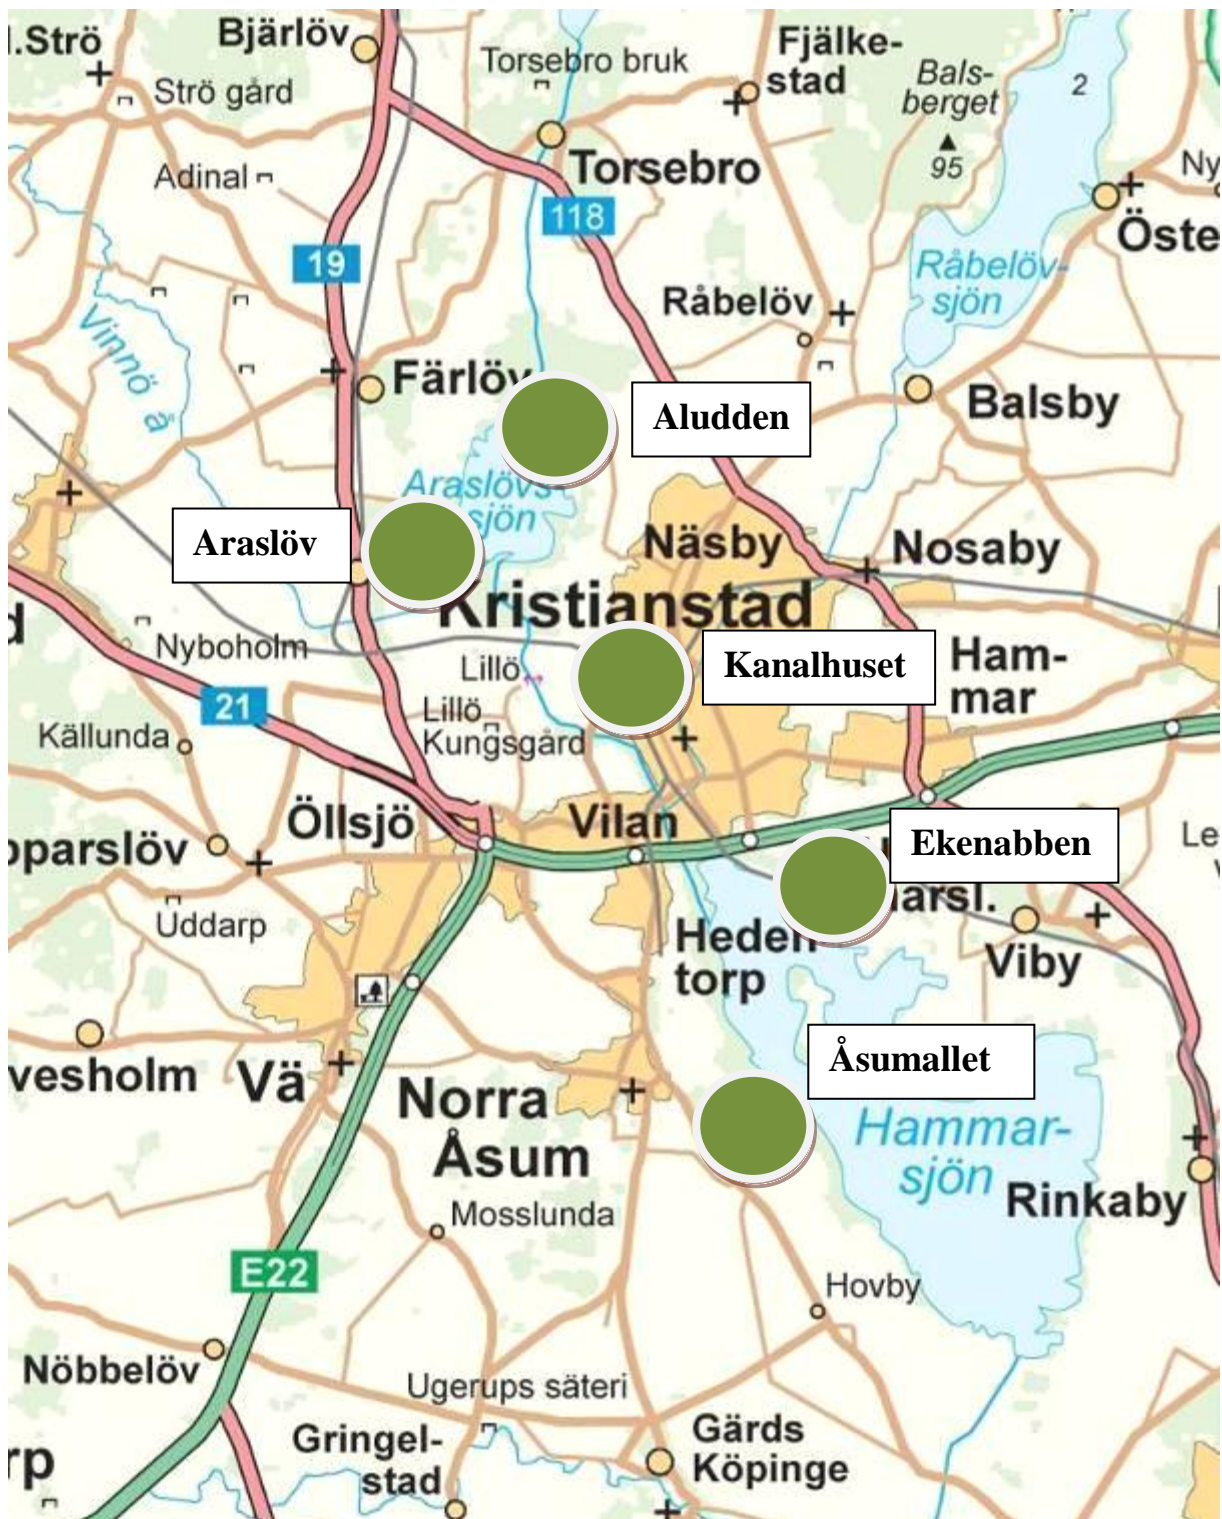 l.Strö
Bjärlöv
Fjälke-
stad
Torsebro bruk
Bals-
berget
2
Strö gård
95
Ny
Torsebro
Adinal
118
Öste
19
Råbelöv-
sjön
Råbelöv
Vinnö å
Färlöv
Balsby
Aludden
Araslövs-
sjön
Araslöv
Näsby
Nosaby
Kristianstad
d
Nyboholm
Lillö
Kanalhuset
Ham-
mar
21
Lillö
Kungsgård
Källunda
Öllsjö
Vilan
Ekenabben
pparslöv
Le
V
arsl.
Uddarp
Heden
torp
Viby
Åsumallet
vesholm
Vä
Norra
Åsum
Hammar-
sjön
Rinkaby
Mosslunda
E22
Hovby
Nöbbelöv
Ugerups säteri
Gärds
Köpinge
Gringel-
stad
rp